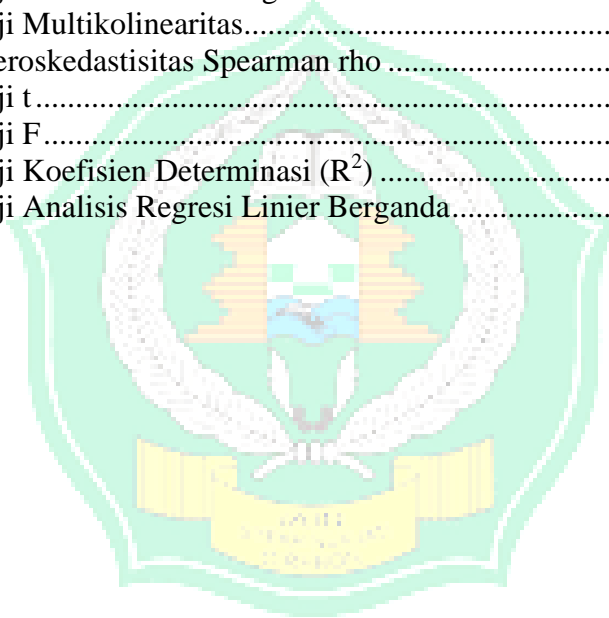 ji Multikolinearitas..............................................
eroskedastisitas Spearman rho ............................
ji t.........................................................................
ji F........................................................................
ji Koefisien Determinasi (R²) .............................
ji Analisis Regresi Linier Berganda....................